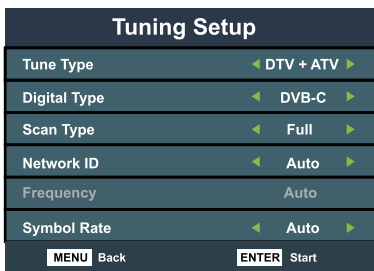 Tuning Setup
Tune Type DTV + ATV
Digital Type DVB-C
Scan Type Full
Network ID Auto
Frequency Auto
Symbol Rate Auto
MENU Back ENTER Start